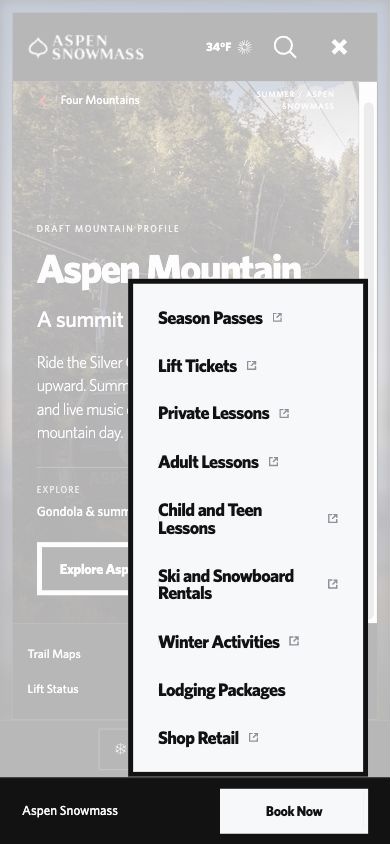 ASPEN
SNOWMASS
34°F
Four Mountains
SUMMER / ASPEN
SNOWMASS
DRAFT MOUNTAIN PROFILE
Aspen Mountain
A summit
Ride the Silver
upward. Summ
and live music
mountain day.
EXPLORE
Gondola & summ
Explore Asp
Trail Maps
Lift Status
Season Passes
Lift Tickets
Private Lessons
Adult Lessons
Child and Teen
Lessons
Ski and Snowboard
Rentals
Winter Activities
Lodging Packages
Shop Retail
Aspen Snowmass
Book Now